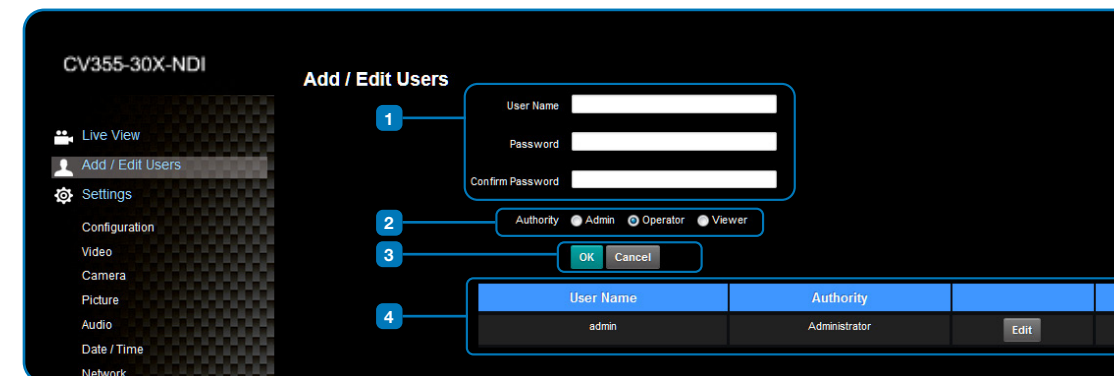 CV355-30X-NDI
Live View
Add / Edit Users
Settings
Configuration
Video
Camera
Picture
Audio
Date / Time
Network
Add / Edit Users
1
User Name
Password
Confirm Password
2
Authority Admin Operator Viewer
3
OK Cancel
4
User Name Authority
admin Administrator Edit